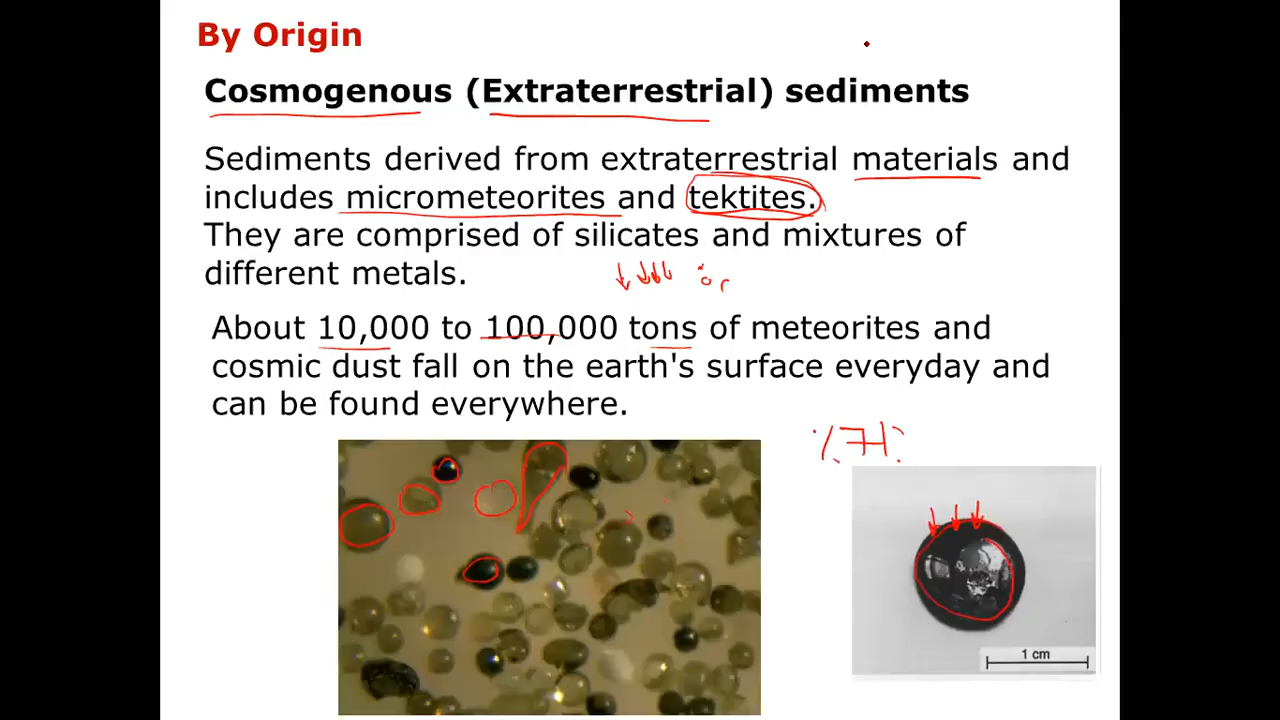 By Origin
Cosmogenous (Extraterrestrial) sediments
Sediments derived from extraterrestrial materials and
includes micrometeorites and tektites.
They are comprised of silicates and mixtures of
different metals.
About 10,000 to 100,000 tons of meteorites and
cosmic dust fall on the earth's surface everyday and
can be found everywhere.
1 cm